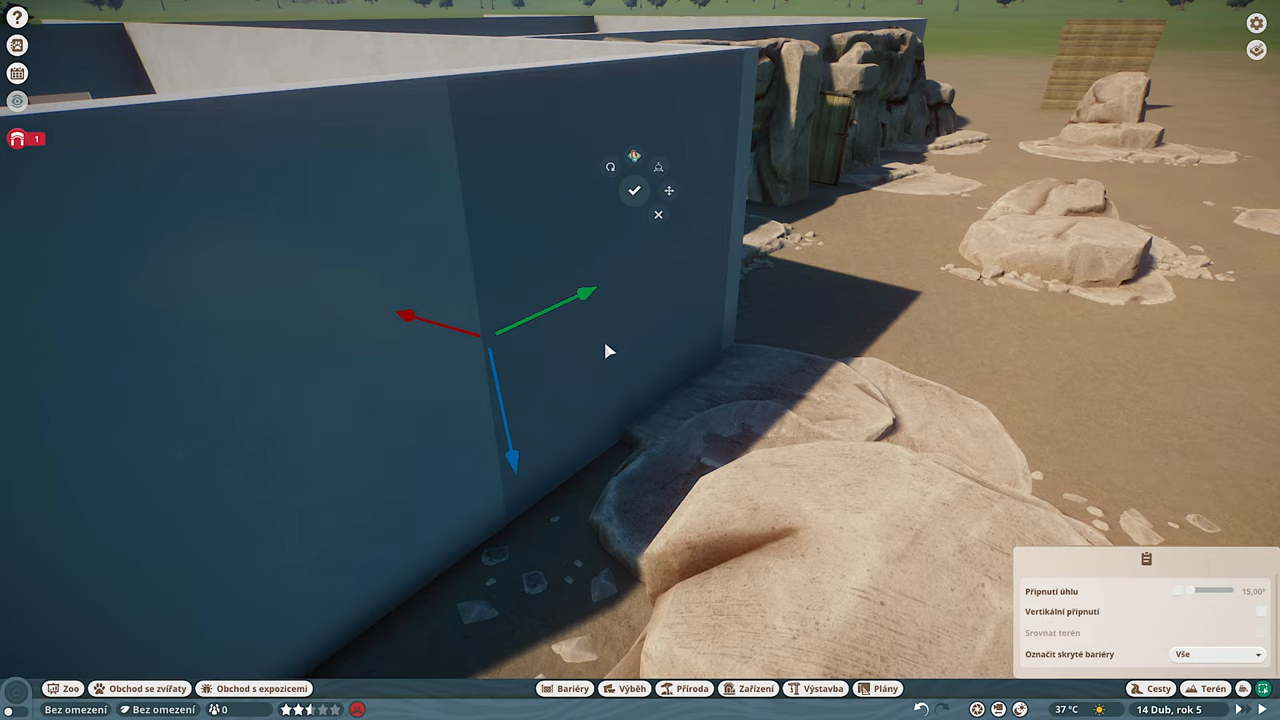 1
Připnutí úhlu 15,00°
Vertikální připnutí
Srovnat terén
Označit skryté bariéry Vše
Zoo Obchod se zvířaty Obchod s expozicemi Bariéry Výběh Příroda Zařízení Výstavba Plány Cesty Terén
Bez omezení Bez omezení 0 37 °C 14 Dub, rok 5